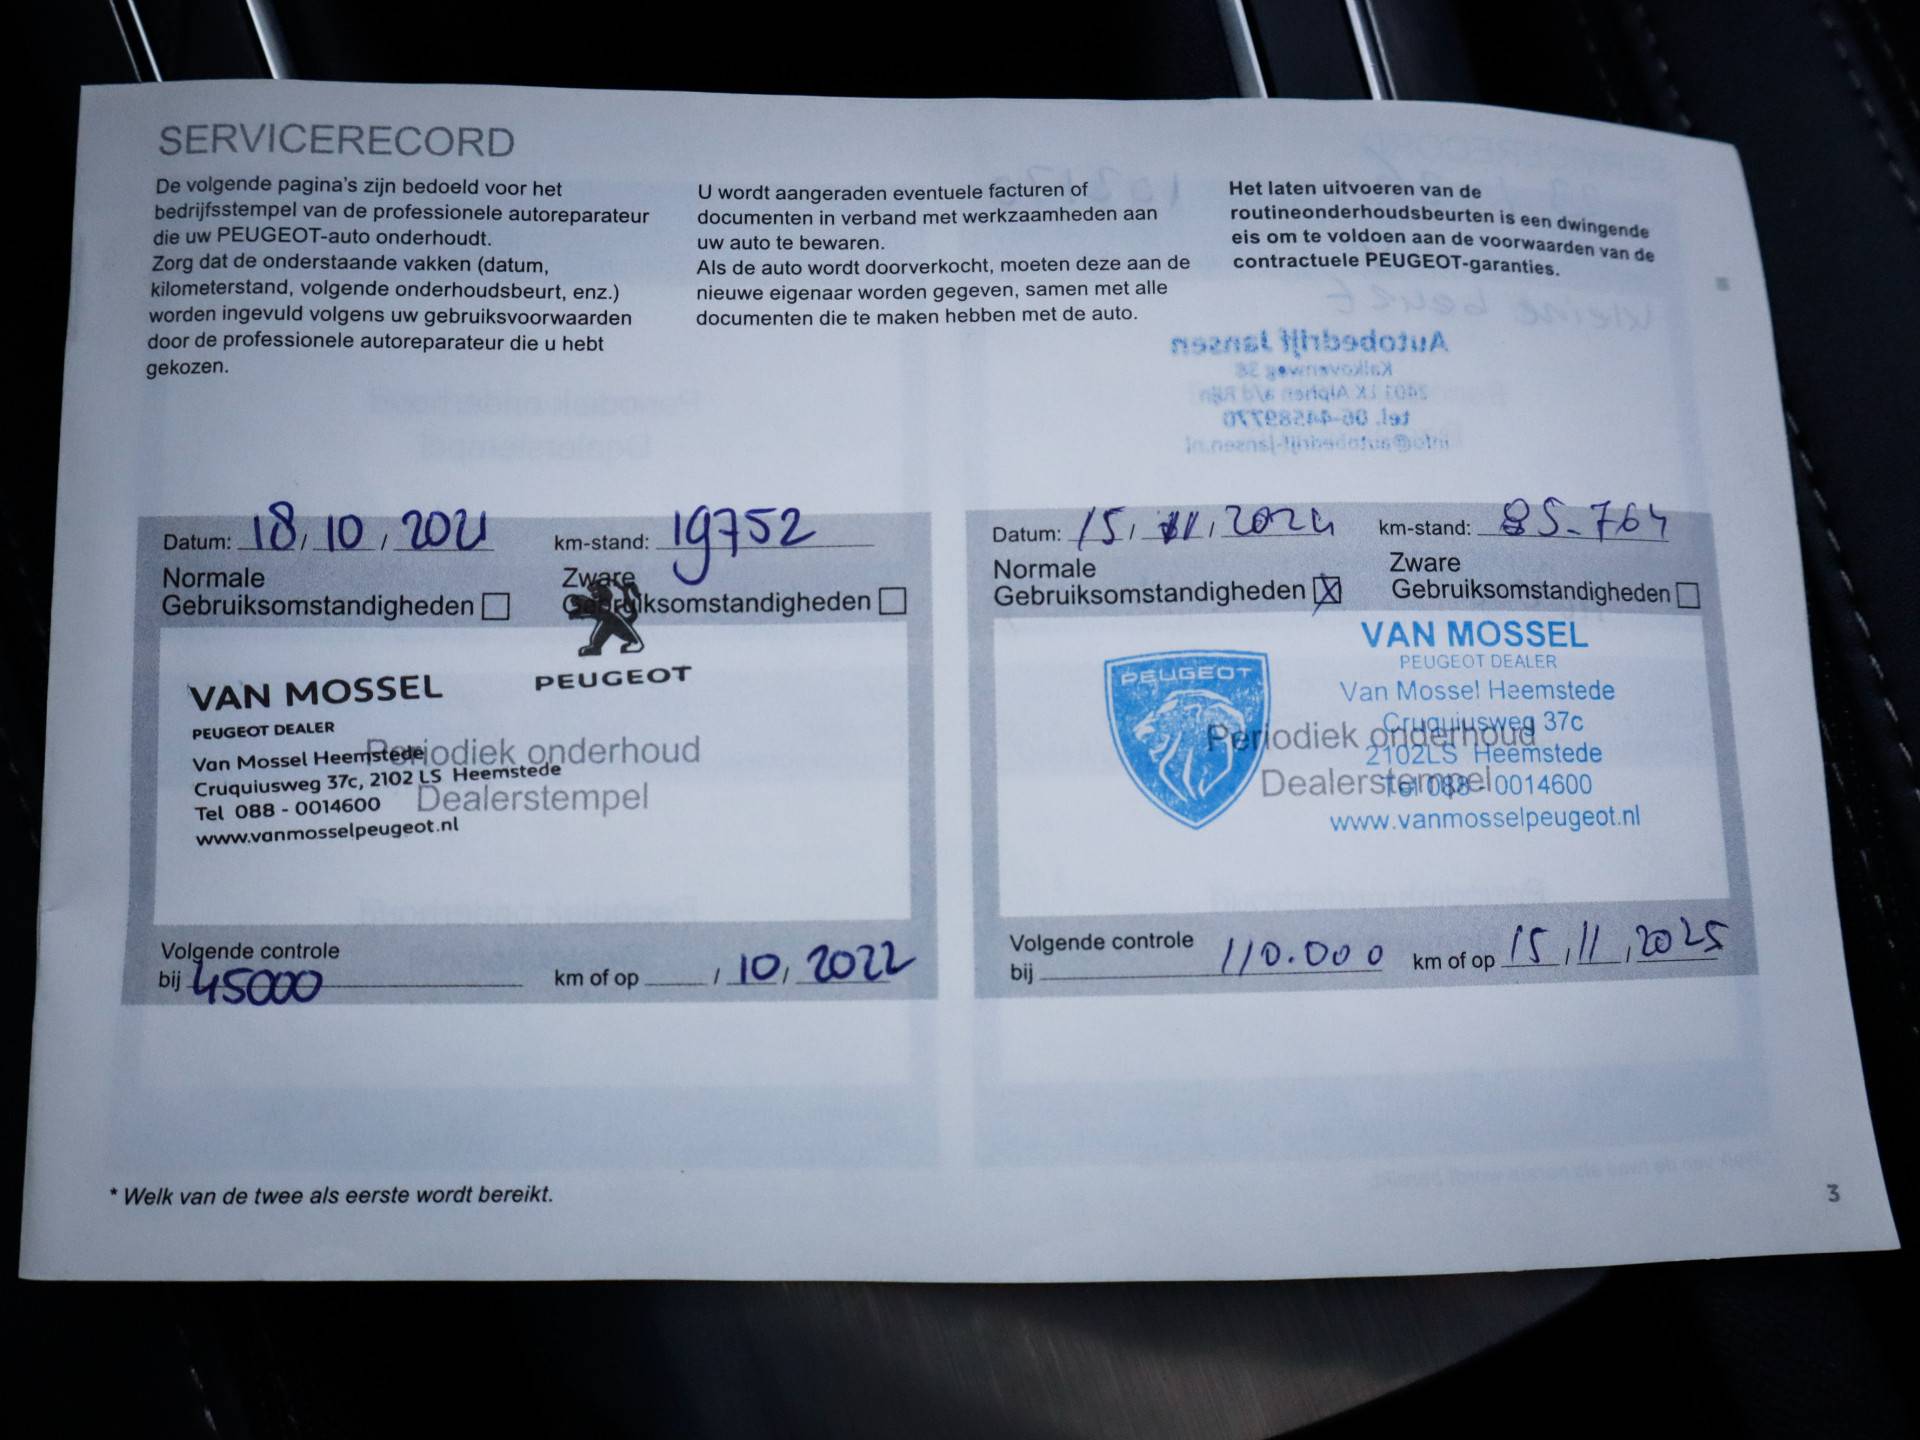 SERVICERECORD
De volgende pagina's zijn bedoeld voor het
bedrijfsstempel van de professionele autoreparateur
die uw PEUGEOT-auto onderhoudt.
Zorg dat de onderstaande vakken (datum,
kilometerstand, volgende onderhoudsbeurt, enz.)
worden ingevuld volgens uw gebruiksvoorwaarden
door de professionele autoreparateur die u hebt
gekozen.
U wordt aangeraden eventuele facturen of
documenten in verband met werkzaamheden aan
uw auto te bewaren.
Als de auto wordt doorverkocht, moeten deze aan de
nieuwe eigenaar worden gegeven, samen met alle
documenten die te maken hebben met de auto.
Het laten uitvoeren van de
routineonderhoudsbeurten is een dwingende
eis om te voldoen aan de voorwaarden van de
contractuele PEUGEOT-garanties.
Autobedrijf Jansen
tel. 06-44589770
info@autobedrijf-jansen.nl
Datum: 18/10/2021 km-stand: 19752
Normale
Gebruiksomstandigheden
Zware
Gebruiksomstandigheden
PEUGEOT
VAN MOSSEL
PEUGEOT DEALER
Van Mossel Heemstede
Cruquiusweg 37c, 2102 LS Heemstede
Tel 088 - 0014600
www.vanmosselpeugeot.nl
Periodiek onderhoud
Dealerstempel
Volgende controle
bij 45000 km of op / 10 / 2022
Datum: 15/11/2024 km-stand: 85-764
Normale
Gebruiksomstandigheden X
Zware
Gebruiksomstandigheden
PEUGEOT
VAN MOSSEL
PEUGEOT DEALER
Van Mossel Heemstede
Cruquiusweg 37c
2102LS Heemstede
Tel 088-0014600
www.vanmosselpeugeot.nl
Periodiek onderhoud
Dealerstempel
Volgende controle
bij 110.000 km of op 15/11/2025
* Welk van de twee als eerste wordt bereikt.
3